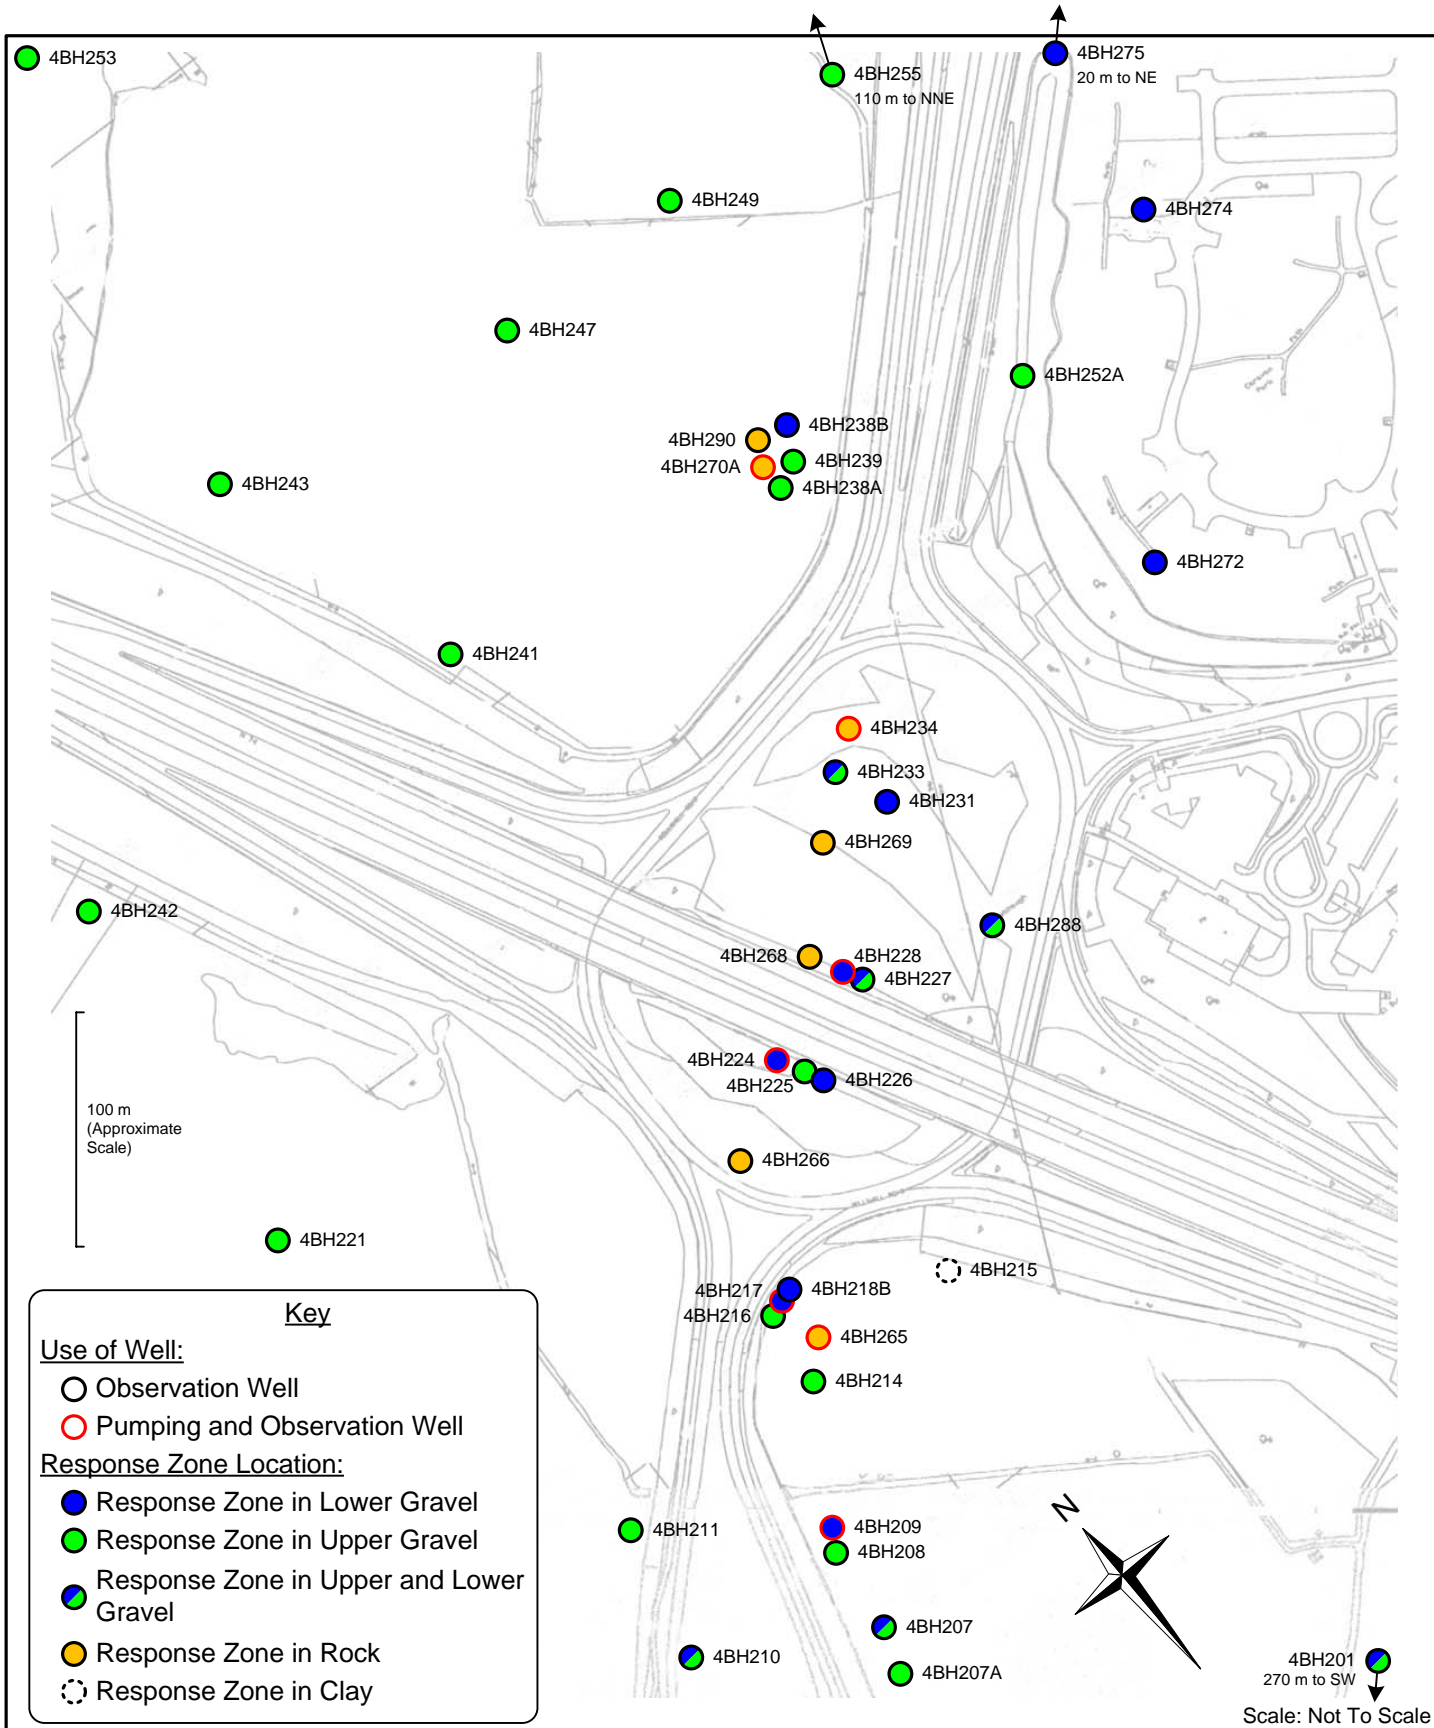 4BH253
4BH255
110 m to NNE
4BH275
20 m to NE
4BH249
4BH274
4BH247
4BH252A
4BH238B
4BH290
4BH239
4BH270A
4BH238A
4BH243
4BH272
4BH241
4BH234
4BH233
4BH231
4BH269
4BH242
4BH288
4BH268
4BH228
4BH227
4BH224
4BH225
4BH226
100 m
(Approximate
Scale)
4BH266
4BH221
4BH215
4BH217
4BH218B
4BH216
4BH265
4BH214
4BH211
4BH209
4BH208
N
4BH207
4BH210
4BH207A
4BH201
270 m to SW
Scale: Not To Scale
Key
Use of Well:
Observation Well
Pumping and Observation Well
Response Zone Location:
Response Zone in Lower Gravel
Response Zone in Upper Gravel
Response Zone in Upper and Lower
Gravel
Response Zone in Rock
Response Zone in Clay